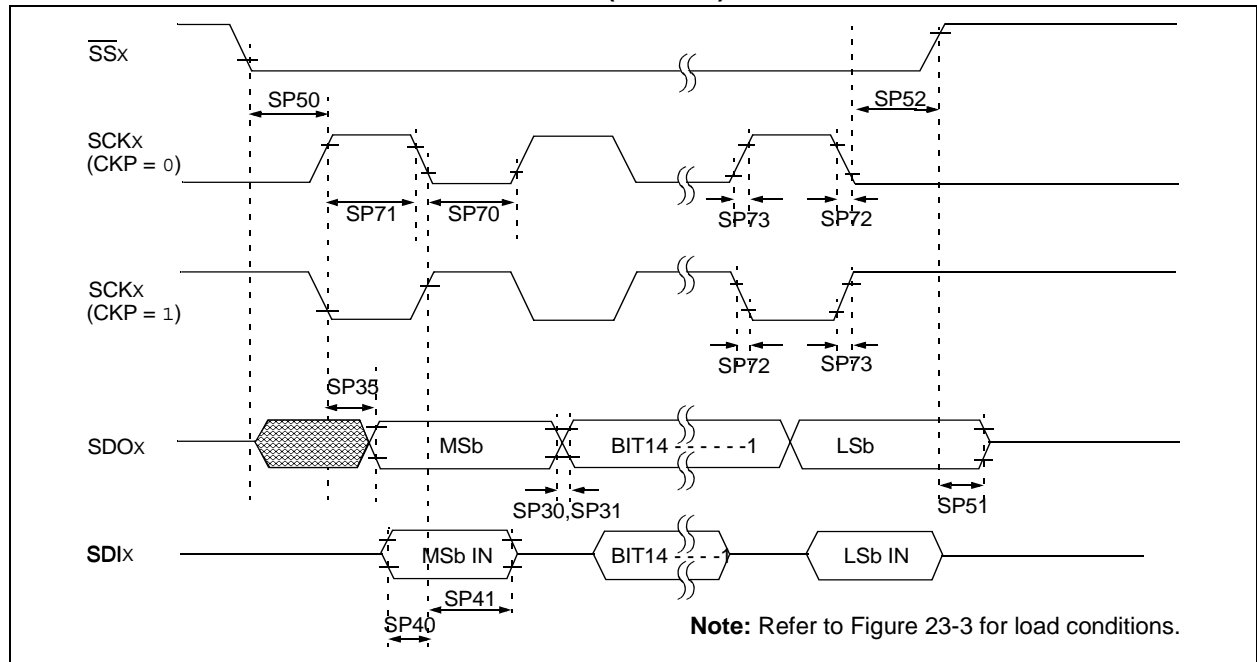 SSx
SP50
SP52
SCKx
(CKP = 0)
SP71
SP70
SP73
SP72
SCKx
(CKP = 1)
SP72
SP73
SP35
SDOx
MSb
BIT14 - - - - - -1
LSb
SP30,SP31
SP51
SDIx
MSb IN
BIT14 - - - -1
LSb IN
SP41
SP40
Note: Refer to Figure 23-3 for load conditions.